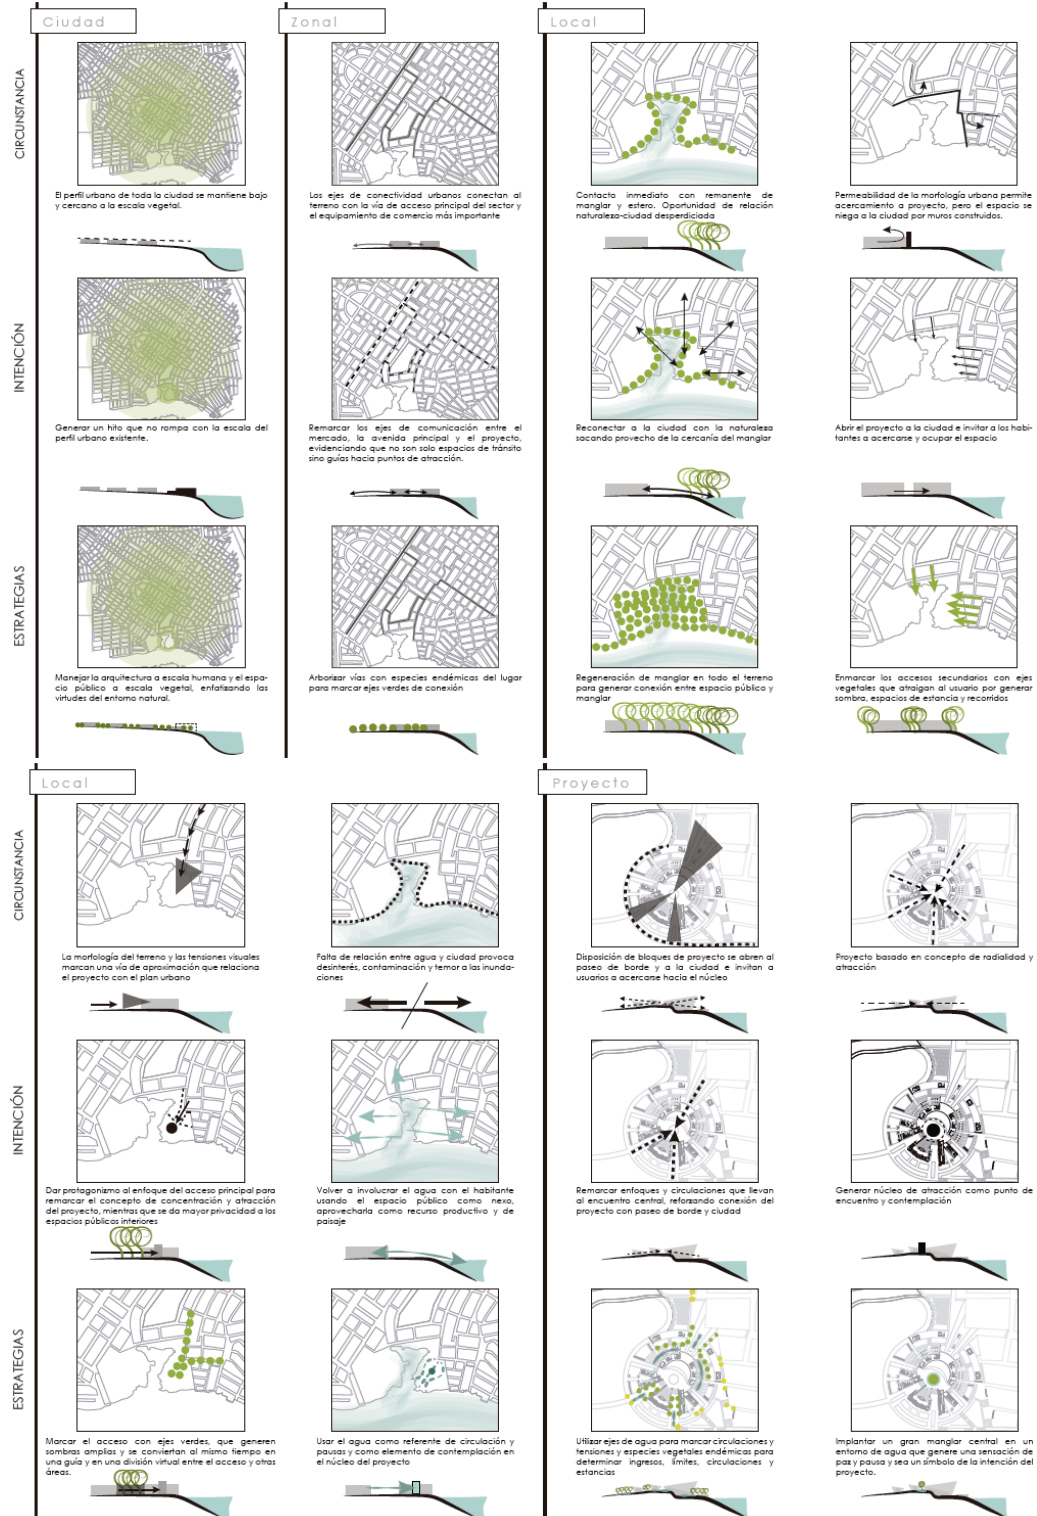 Ciudad
Zonal
Local
CIRCUNSTANCIA
El perfil urbano de toda la ciudad se mantiene bajo
y cercano a la escala vegetal.
Los ejes de conectividad urbanos conectan al
terreno con la vía de acceso principal del sector y
el equipamiento de comercio más importante
Contacto inmediato con remanente de
manglar y estero. Oportunidad de relación
naturaleza-ciudad desperdiciada
Permeabilidad de la morfología urbana permite
acercamiento a proyecto, pero el espacio se
niega a la ciudad por muros construidos.
INTENCIÓN
Generar un hito que no rompa con la escala del
perfil urbano existente.
Remarcar los ejes de comunicación entre el
mercado, la avenida principal y el proyecto,
evidenciando que no son solo espacios de tránsito
sino guías hacia puntos de atracción.
Reconectar a la ciudad con la naturaleza
sacando provecho de la cercanía del manglar
Abrir el proyecto a la ciudad e invitar a los habi-
tantes a acercarse y ocupar el espacio
ESTRATEGIAS
Manejar la arquitectura a escala humana y el espa-
cio público a escala vegetal, enfatizando las
virtudes del entorno natural.
Arborizar vías con especies endémicas del lugar
para marcar ejes verdes de conexión
Regeneración de manglar en todo el terreno
para generar conexión entre espacio público y
manglar
Enmarcar los accesos secundarios con ejes
vegetales que atraigan al usuario por generar
sombra, espacios de estancia y recorridos
Local
Proyecto
CIRCUNSTANCIA
La morfología del terreno y las tensiones visuales
marcan una vía de aproximación que relaciona
el proyecto con el plan urbano
Falta de relación entre agua y ciudad provoca
desinterés, contaminación y temor a las inunda-
ciones
Disposición de bloques de proyecto se abren al
paseo de borde y a la ciudad e invitan a
usuarios a acercarse hacia el núcleo
Proyecto basado en concepto de radialidad y
atracción
INTENCIÓN
Dar protagonizmo al enfoque del acceso principal para
remarcar el concepto de concentración y atracción
del proyecto, mientras que se da mayor privacidad a los
espacios públicos interiores
Volver a involucrar el agua con el habitante
usando el espacio público como nexo,
aprovecharla como recurso productivo y de
paisaje
Remarcar enfoques y circulaciones que llevan
al encuentro central, reforzando conexión del
proyecto con paseo de borde y ciudad
Generar núcleo de atracción como punto de
encuentro y contemplación
ESTRATEGIAS
Marcar el acceso con ejes verdes, que generen
sombras amplias y se conviertan al mismo tiempo en
una guía y en una división virtual entre el acceso y otras
áreas.
Usar el agua como referente de circulación y
pausas y como elemento de contemplación en
el núcleo del proyecto
Utilizar ejes de agua para marcar circulaciones y
tensiones y especies vegetales endémicas para
determinar ingresos, límites, circulaciones y
estancias
Implantar un gran manglar central en un
entorno de agua que genere una sensación de
paz y pausa y sea un símbolo de la intención del
proyecto.